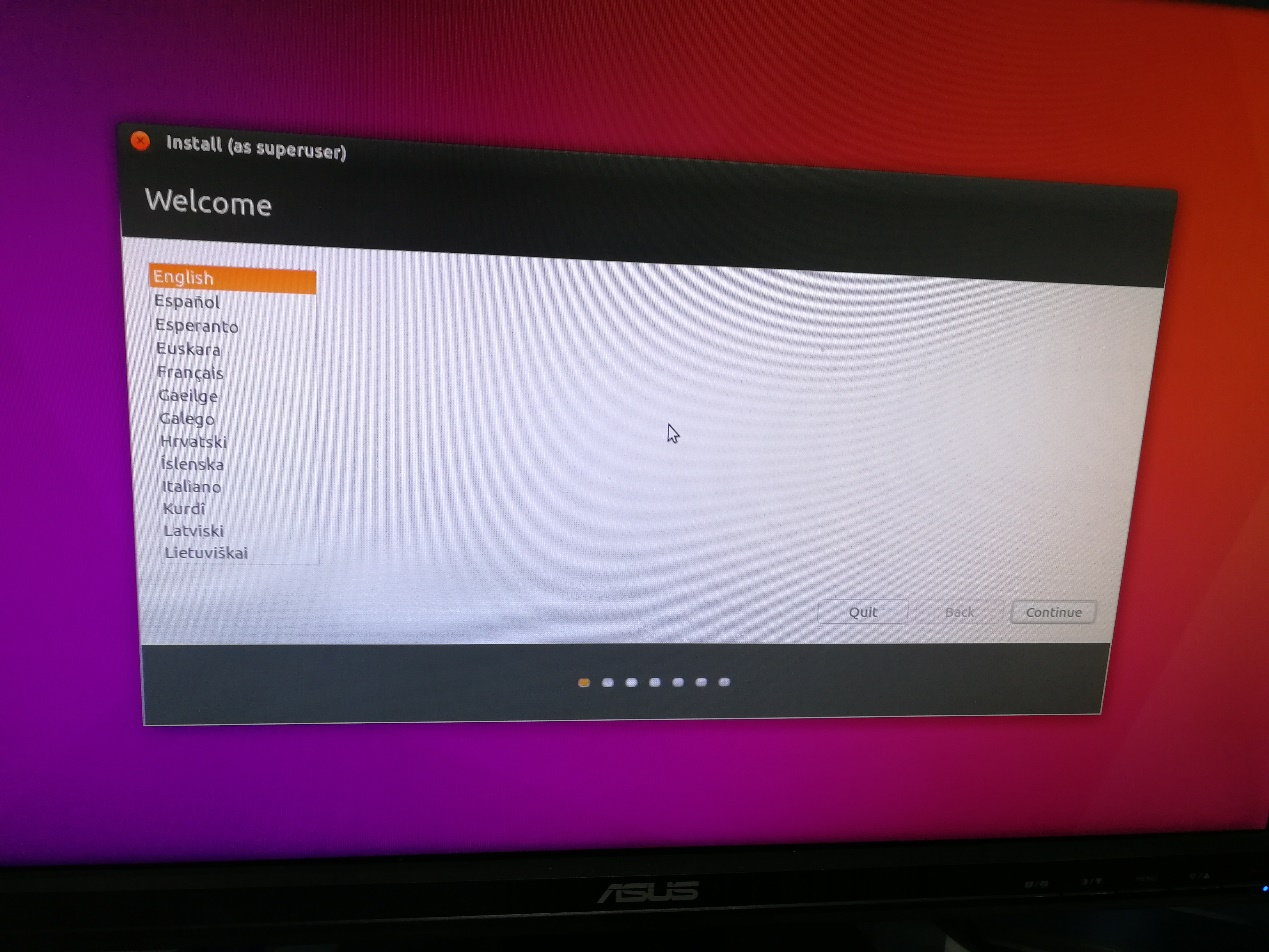 Install (as superuser)
Welcome
English
Español
Esperanto
Euskara
Français
Gaeilge
Galego
Hrvatski
Íslenska
Italiano
Kurdî
Latviski
Lietuviškai
Quit
Back
Continue
ASUS